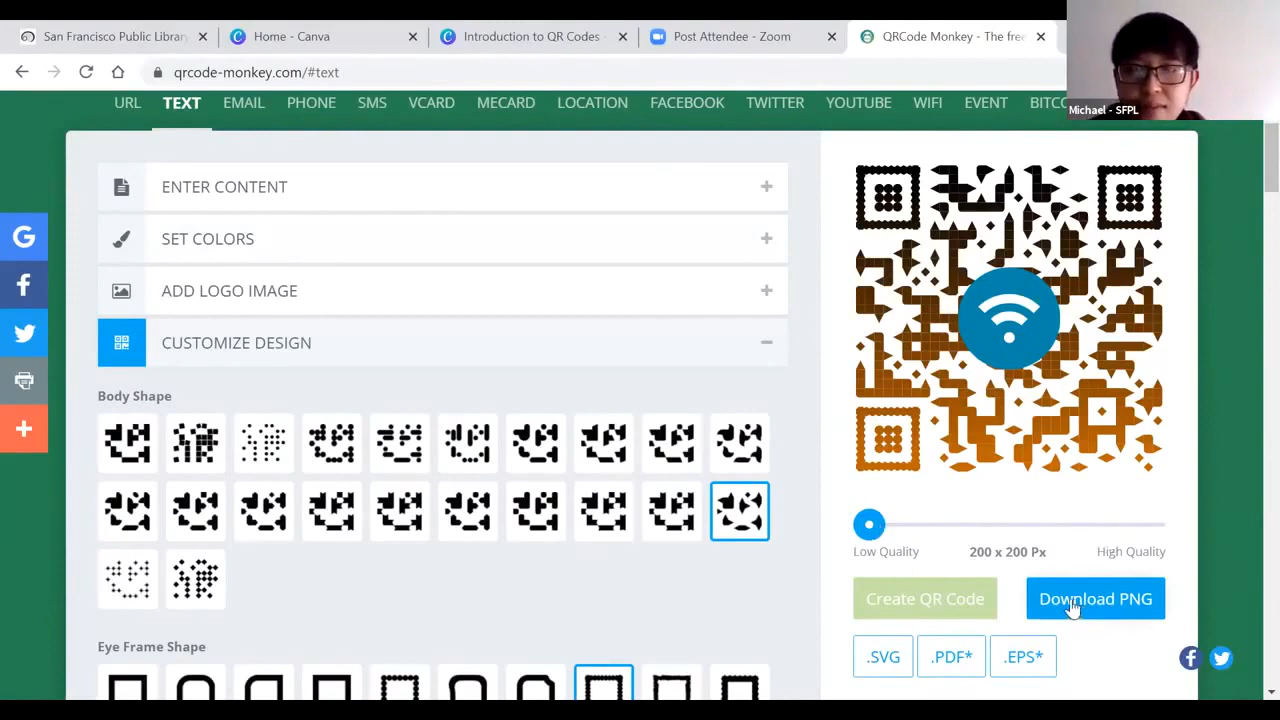 San Francisco Public Library
Home - Canva
Introduction to QR Codes -
Post Attendee - Zoom
QRCode Monkey - The free
qrcode-monkey.com/#text
Michael - SFPL
URL TEXT EMAIL PHONE SMS VCARD MECARD LOCATION FACEBOOK TWITTER YOUTUBE WIFI EVENT BITCO
ENTER CONTENT
SET COLORS
ADD LOGO IMAGE
CUSTOMIZE DESIGN
Body Shape
Eye Frame Shape
Low Quality
200 x 200 Px
High Quality
Create QR Code
Download PNG
.SVG
.PDF*
.EPS*